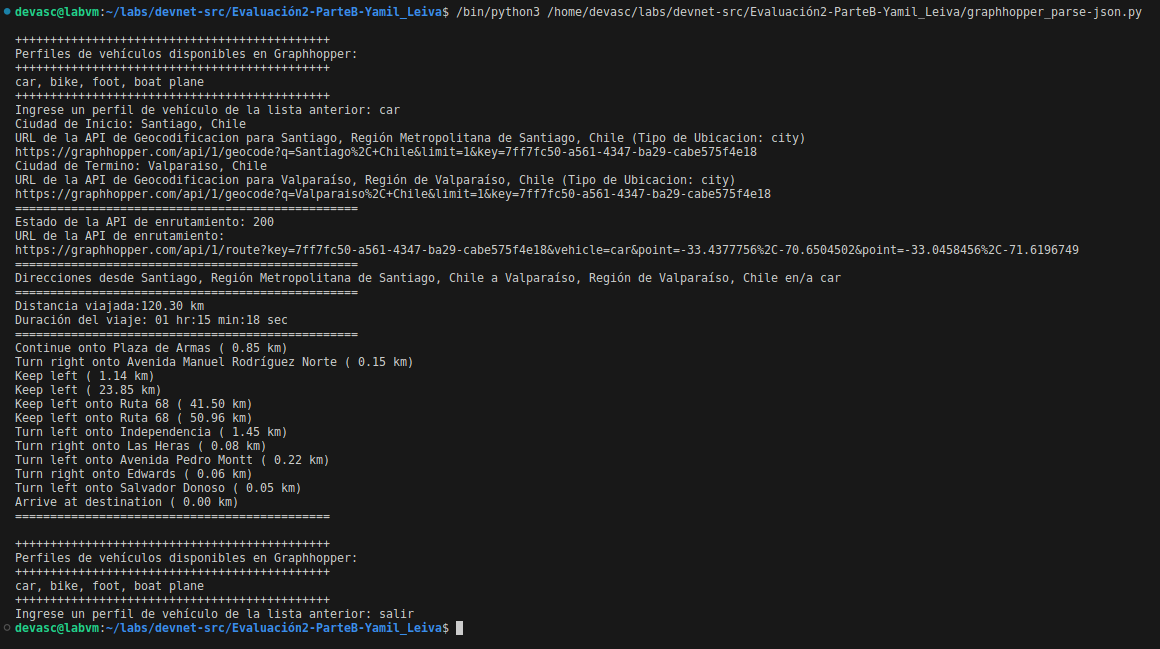 devasc@labvm:~/labs/devnet-src/Evaluación2-ParteB-Yamil_Leiva$ /bin/python3 /home/devasc/labs/devnet-src/Evaluación2-ParteB-Yamil_Leiva/graphhopper_parse-json.py
+++++++++++++++++++++++++++++++++++++++++++++
Perfiles de vehículos disponibles en Graphhopper:
+++++++++++++++++++++++++++++++++++++++++++++
car, bike, foot, boat plane
+++++++++++++++++++++++++++++++++++++++++++++
Ingrese un perfil de vehículo de la lista anterior: car
Ciudad de Inicio: Santiago, Chile
URL de la API de Geocodificacion para Santiago, Región Metropolitana de Santiago, Chile (Tipo de Ubicacion: city)
https://graphhopper.com/api/1/geocode?q=Santiago%2C+Chile&limit=1&key=7ff7fc50-a561-4347-ba29-cabe575f4e18
Ciudad de Termino: Valparaiso, Chile
URL de la API de Geocodificacion para Valparaíso, Región de Valparaíso, Chile (Tipo de Ubicacion: city)
https://graphhopper.com/api/1/geocode?q=Valparaiso%2C+Chile&limit=1&key=7ff7fc50-a561-4347-ba29-cabe575f4e18
=================================================
Estado de la API de enrutamiento: 200
URL de la API de enrutamiento:
https://graphhopper.com/api/1/route?key=7ff7fc50-a561-4347-ba29-cabe575f4e18&vehicle=car&point=-33.4377756%2C-70.6504502&point=-33.0458456%2C-71.6196749
=================================================
Direcciones desde Santiago, Región Metropolitana de Santiago, Chile a Valparaíso, Región de Valparaíso, Chile en/a car
=================================================
Distancia viajada:120.30 km
Duración del viaje: 01 hr:15 min:18 sec
=================================================
Continue onto Plaza de Armas ( 0.85 km)
Turn right onto Avenida Manuel Rodríguez Norte ( 0.15 km)
Keep left ( 1.14 km)
Keep left ( 23.85 km)
Keep left onto Ruta 68 ( 41.50 km)
Keep left onto Ruta 68 ( 50.96 km)
Turn left onto Independencia ( 1.45 km)
Turn right onto Las Heras ( 0.08 km)
Turn left onto Avenida Pedro Montt ( 0.22 km)
Turn right onto Edwards ( 0.06 km)
Turn left onto Salvador Donoso ( 0.05 km)
Arrive at destination ( 0.00 km)
=============================================
+++++++++++++++++++++++++++++++++++++++++++++
Perfiles de vehículos disponibles en Graphhopper:
+++++++++++++++++++++++++++++++++++++++++++++
car, bike, foot, boat plane
+++++++++++++++++++++++++++++++++++++++++++++
Ingrese un perfil de vehículo de la lista anterior: salir
devasc@labvm:~/labs/devnet-src/Evaluación2-ParteB-Yamil_Leiva$